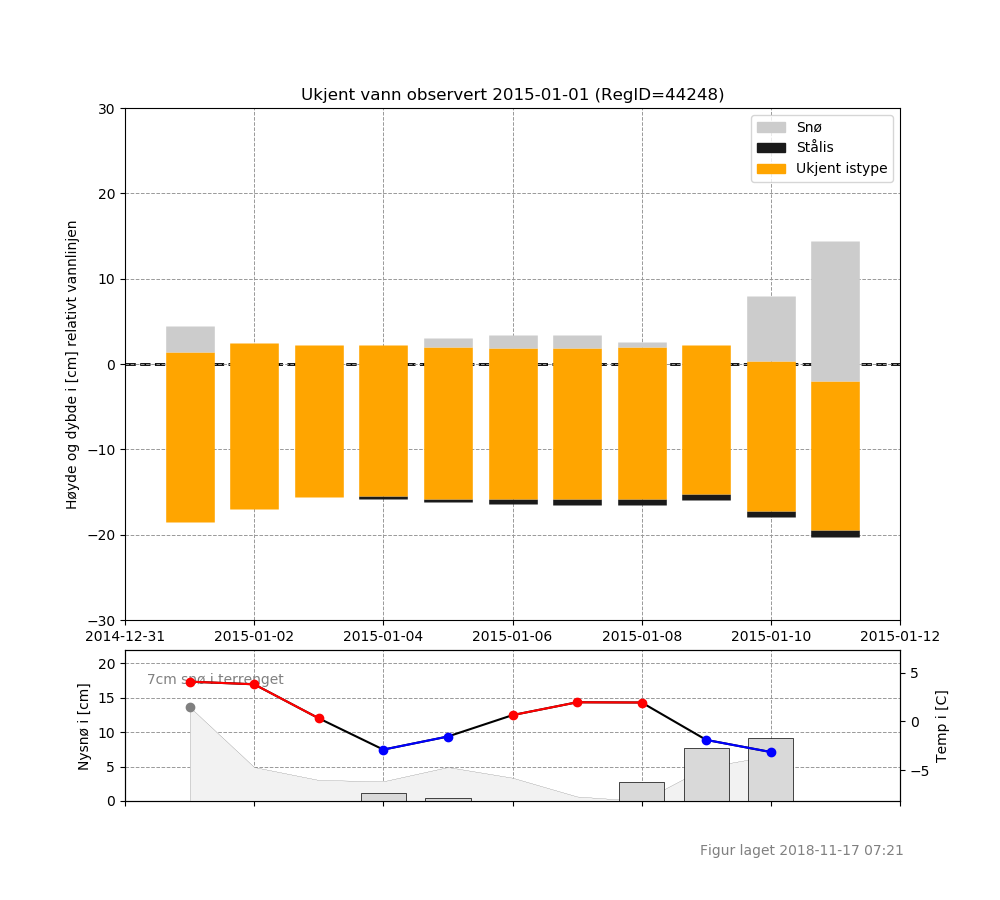 Ukjent vann observert 2015-01-01 (RegID=44248)
Høyde og dybde i [cm] relativt vannlinjen
30
20
10
0
−10
−20
−30
Snø
Stålis
Ukjent istype
2014-12-31 2015-01-02 2015-01-04 2015-01-06 2015-01-08 2015-01-10 2015-01-12
Nysnø i [cm]
20
15
10
5
0
7cm snø i terrenget
5
0
−5
Temp i [C]
Figur laget 2018-11-17 07:21